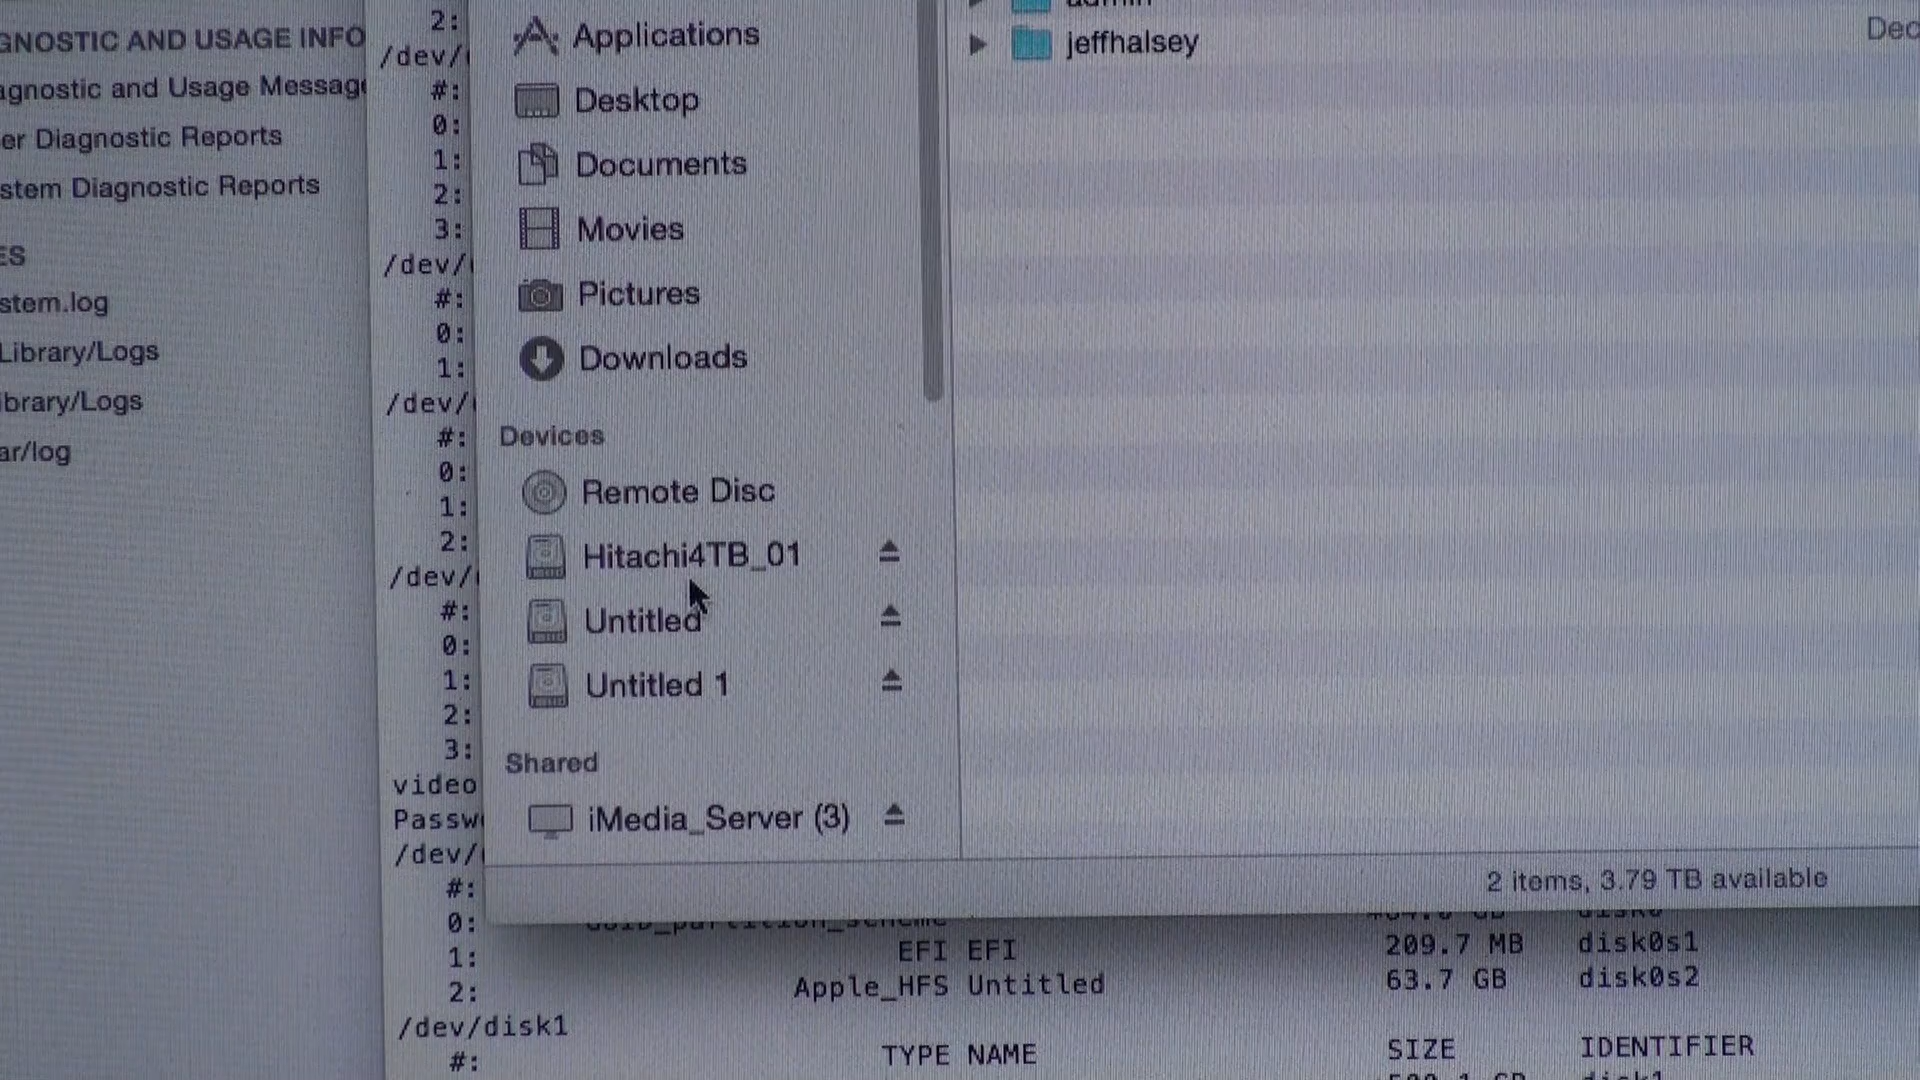 GNOSTIC AND USAGE INFO
agnostic and Usage Messag
er Diagnostic Reports
stem Diagnostic Reports
ES
stem.log
Library/Logs
ibrary/Logs
ar/log
2:
/dev/
#:
0:
1:
2:
3:
/dev/
#:
0:
1:
/dev/
#:
0:
1:
2:
/dev/
#:
0:
1:
2:
3:
video
Passw
/dev/
#:
0:
1:
2:
/dev/disk1
#:
Applications
Desktop
Documents
Movies
Pictures
Downloads
Devices
Remote Disc
Hitachi4TB_01
Untitled
Untitled 1
Shared
iMedia_Server (3)
admin
jeffhalsey
Dec
2 items, 3.79 TB available
EFI EFI 209.7 MB disk0s1
Apple_HFS Untitled 63.7 GB disk0s2
TYPE NAME SIZE IDENTIFIER